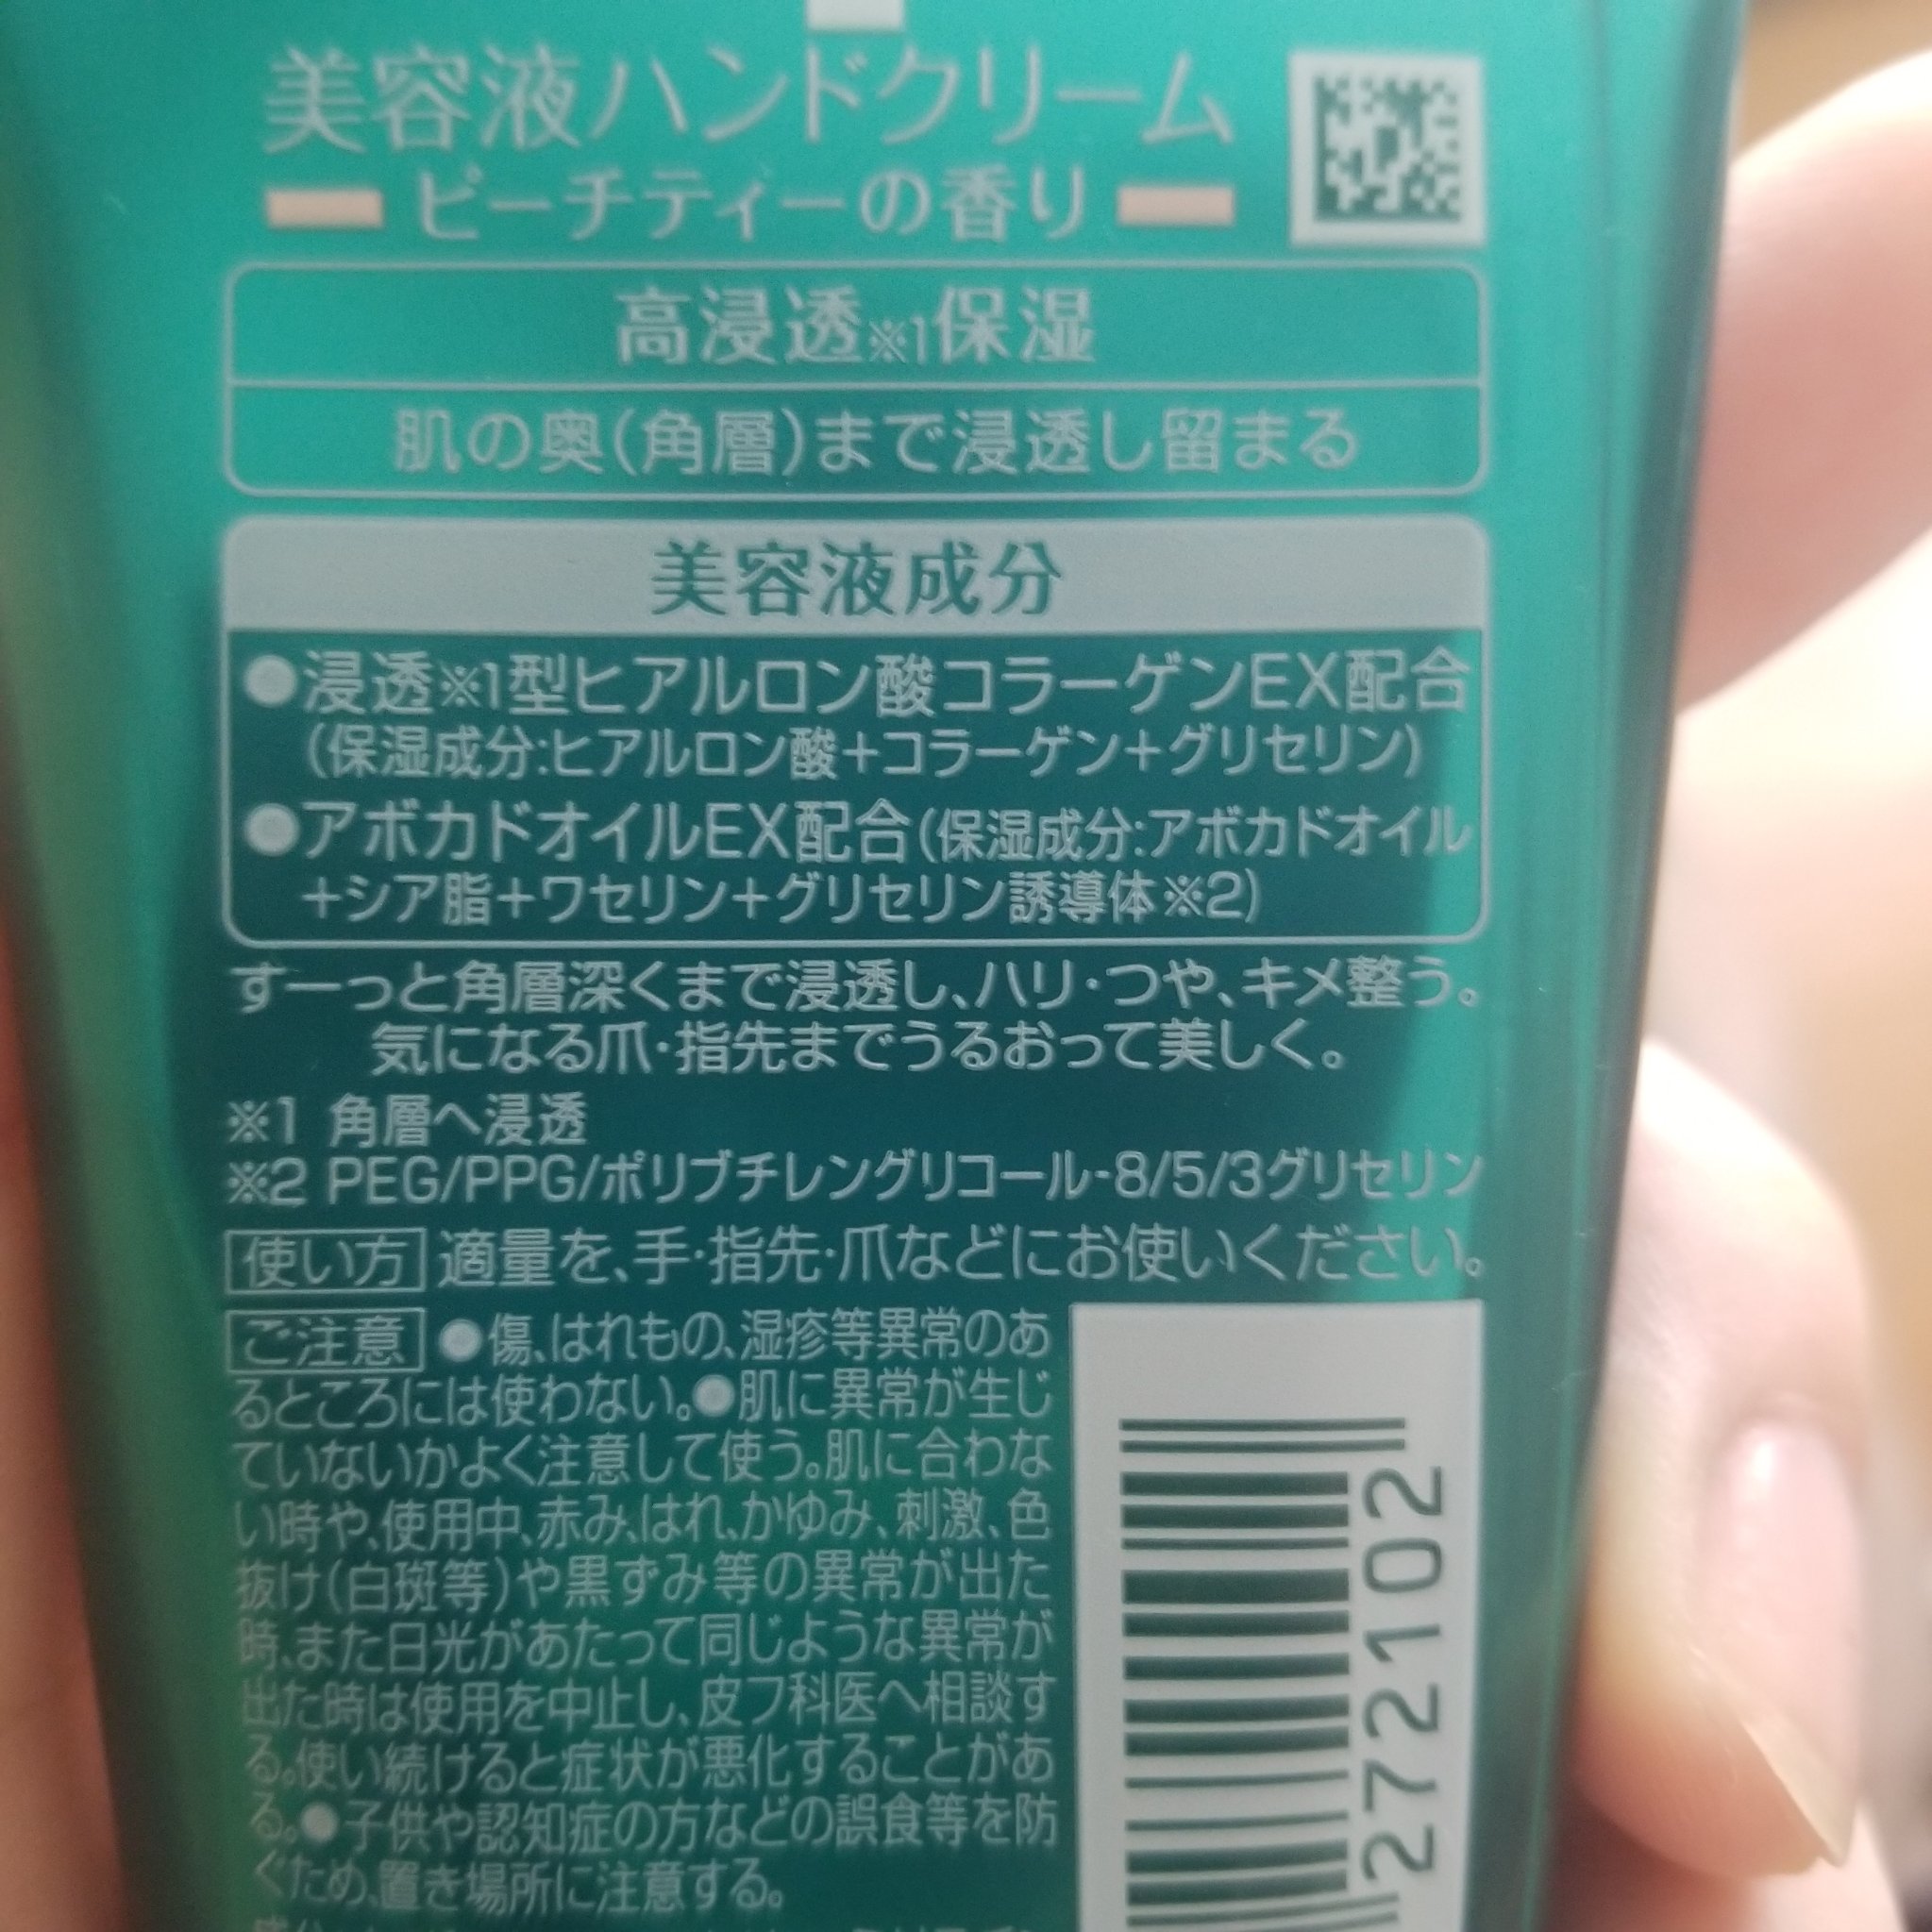 美容液ハンドクリーム
ピーチティーの香り
高浸透※1保湿
肌の奥(角層)まで浸透し留まる
美容液成分
●浸透※1型ヒアルロン酸コラーゲンEX配合
(保湿成分:ヒアルロン酸+コラーゲン+グリセリン)
●アボカドオイルEX配合(保湿成分:アボカドオイル
+シア脂+ワセリン+グリセリン誘導体※2)
すーっと角層深くまで浸透し、ハリ・つや、キメ整う。
気になる爪・指先までうるおって美しく。
※1 角層へ浸透
※2 PEG/PPG/ポリブチレングリコール-8/5/3グリセリン
使い方 適量を、手・指先・爪などにお使いください。
ご注意 ●傷、はれもの、湿疹等異常のあ
るところには使わない。●肌に異常が生じ
ていないかよく注意して使う。肌に合わな
い時や、使用中、赤み、はれ、かゆみ、刺激、色
抜け(白斑等)や黒ずみ等の異常が出た
時、また日光があたって同じような異常が
出た時は使用を中止し、皮フ科医へ相談す
る。使い続けると症状が悪化することがあ
る。●子供や認知症の方などの誤食等を防
ぐため、置き場所に注意する。
272102